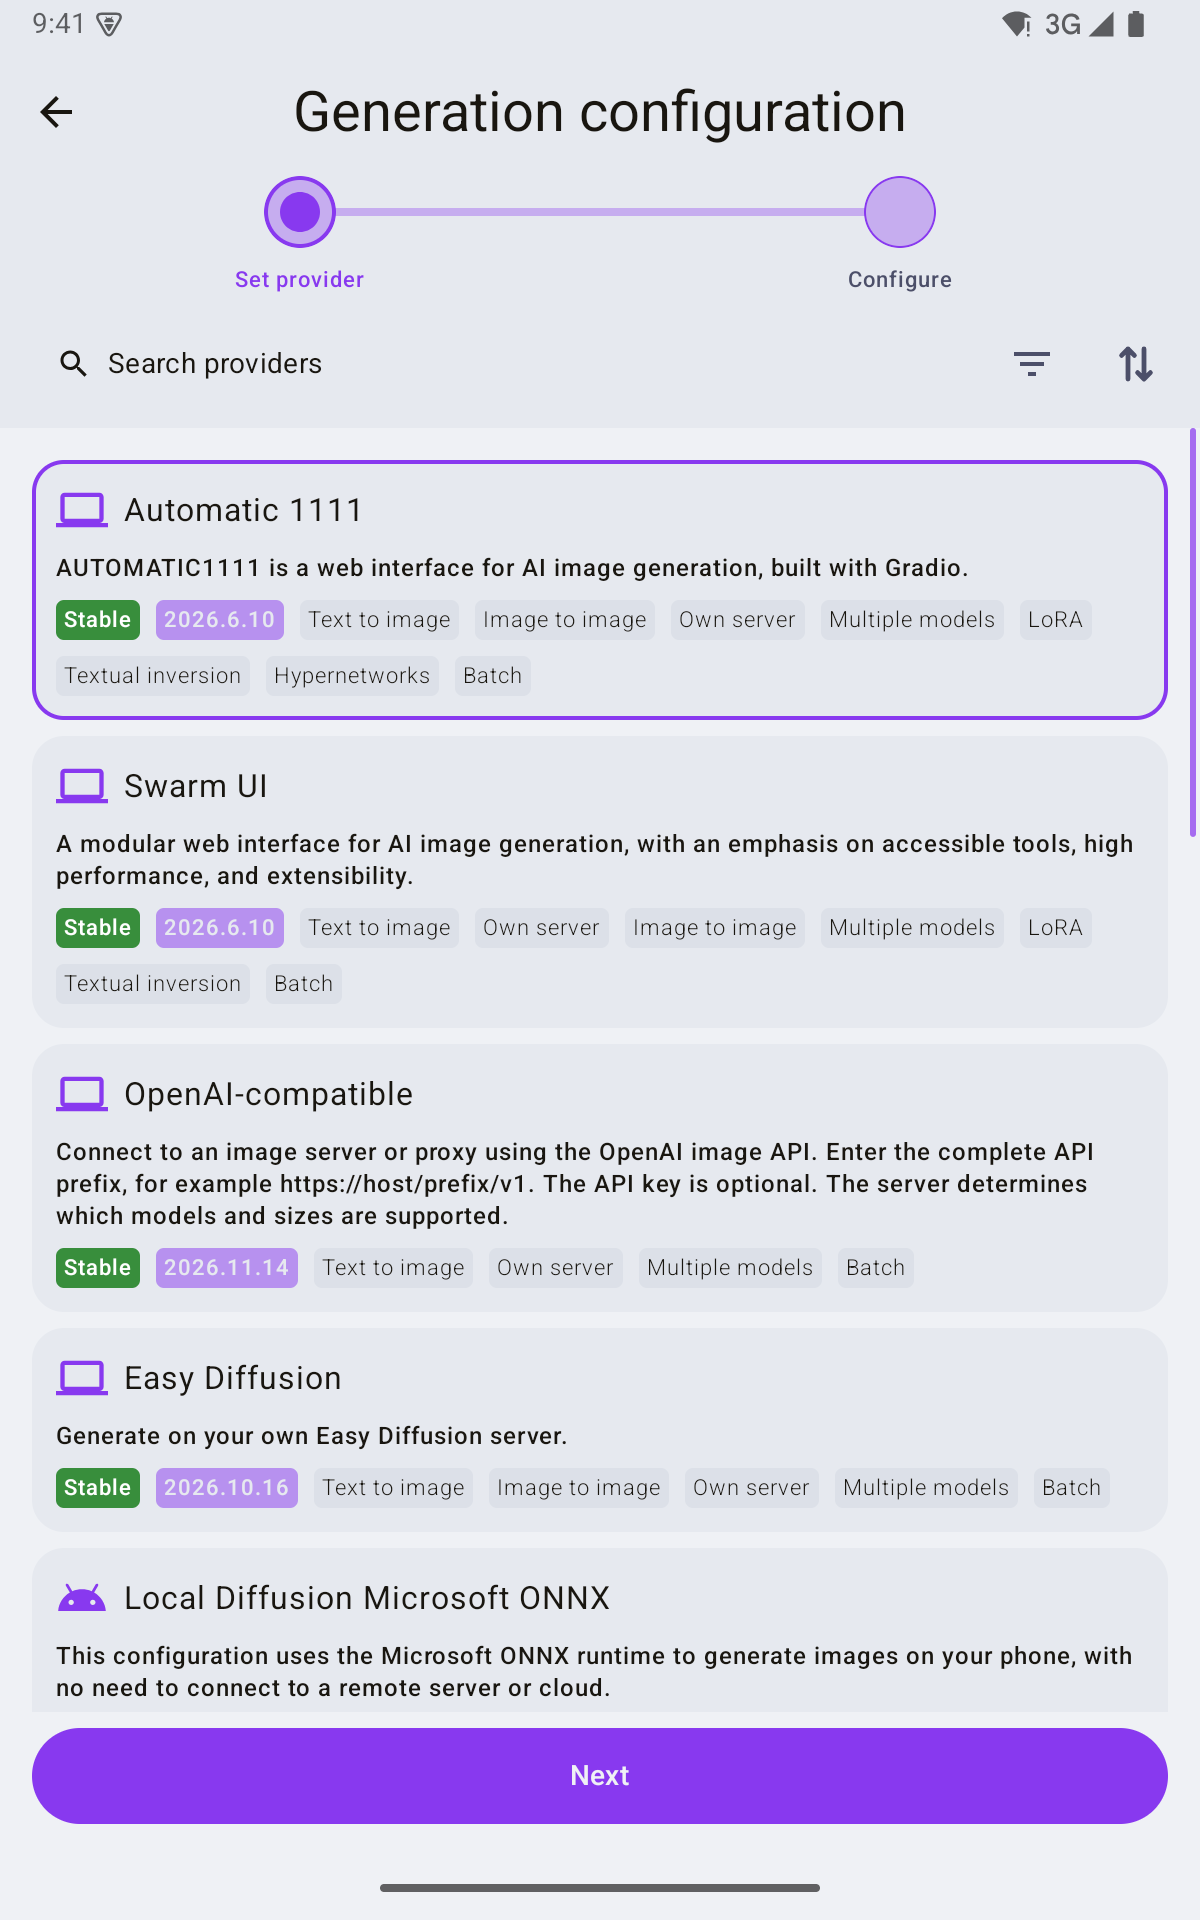 9:41
3G
Generation configuration
Set provider
Configure
Search providers
Automatic 1111
AUTOMATIC1111 is a web interface for AI image generation, built with Gradio.
Stable 2026.6.10 Text to image Image to image Own server Multiple models LoRA
Textual inversion Hypernetworks Batch
Swarm UI
A modular web interface for AI image generation, with an emphasis on accessible tools, high
performance, and extensibility.
Stable 2026.6.10 Text to image Own server Image to image Multiple models LoRA
Textual inversion Batch
OpenAI-compatible
Connect to an image server or proxy using the OpenAI image API. Enter the complete API
prefix, for example https://host/prefix/v1. The API key is optional. The server determines
which models and sizes are supported.
Stable 2026.11.14 Text to image Own server Multiple models Batch
Easy Diffusion
Generate on your own Easy Diffusion server.
Stable 2026.10.16 Text to image Image to image Own server Multiple models Batch
Local Diffusion Microsoft ONNX
This configuration uses the Microsoft ONNX runtime to generate images on your phone, with
no need to connect to a remote server or cloud.
Next